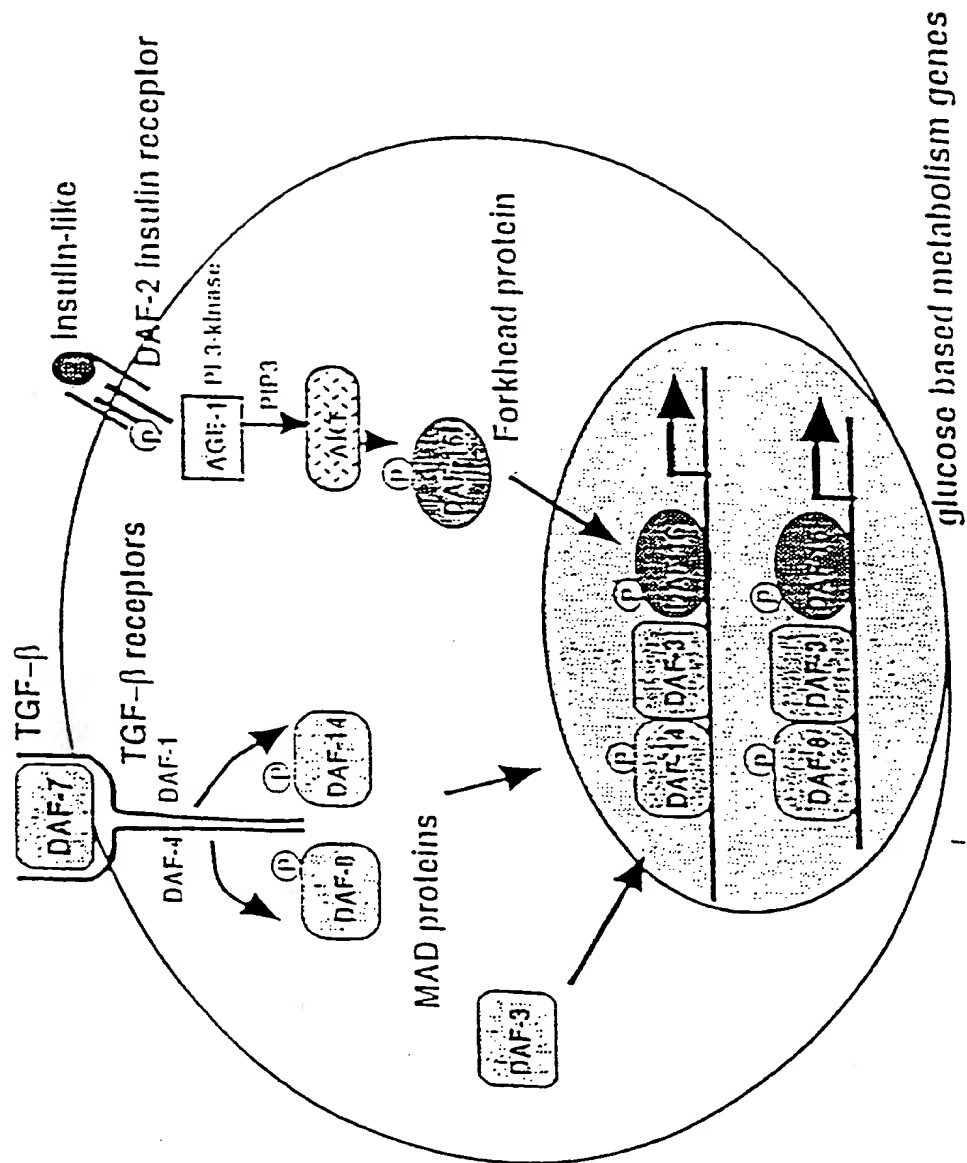 TGF-β
DAF-7
TGF-β receptors
DAF-4
DAF-1
P
DAF-8
P
DAF-14
MAD proteins
DAF-3
Insulin-like
DAF-2 insulin receptor
P
AGE-1
PI 3-kinase
PIP3
AKT
P
DAF-16
Forkhead protein
P
DAF-14
DAF-3
P
DAF-16
P
DAF-8
DAF-3
P
DAF-16
glucose based metabolism genes